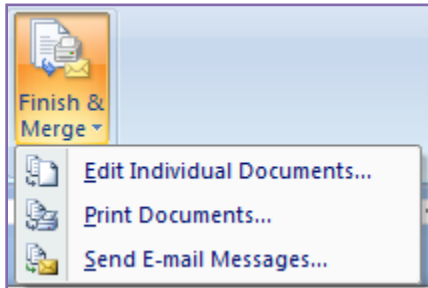 Finish &
Merge
Edit Individual Documents...
Print Documents...
Send E-mail Messages...